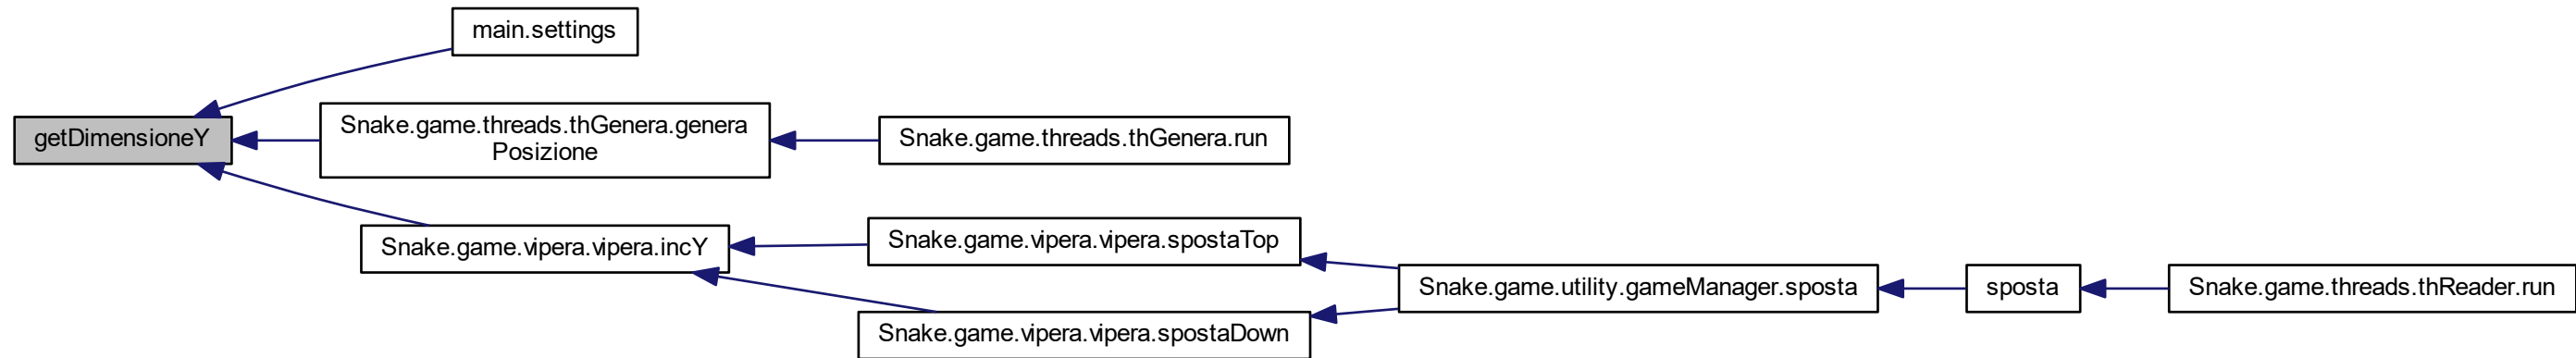 main.settings
getDimensioneY
Snake.game.threads.thGenera.genera
Posizione
Snake.game.threads.thGenera.run
Snake.game.vipera.vipera.incY
Snake.game.vipera.vipera.spostaTop
Snake.game.vipera.vipera.spostaDown
Snake.game.utility.gameManager.sposta
sposta
Snake.game.threads.thReader.run